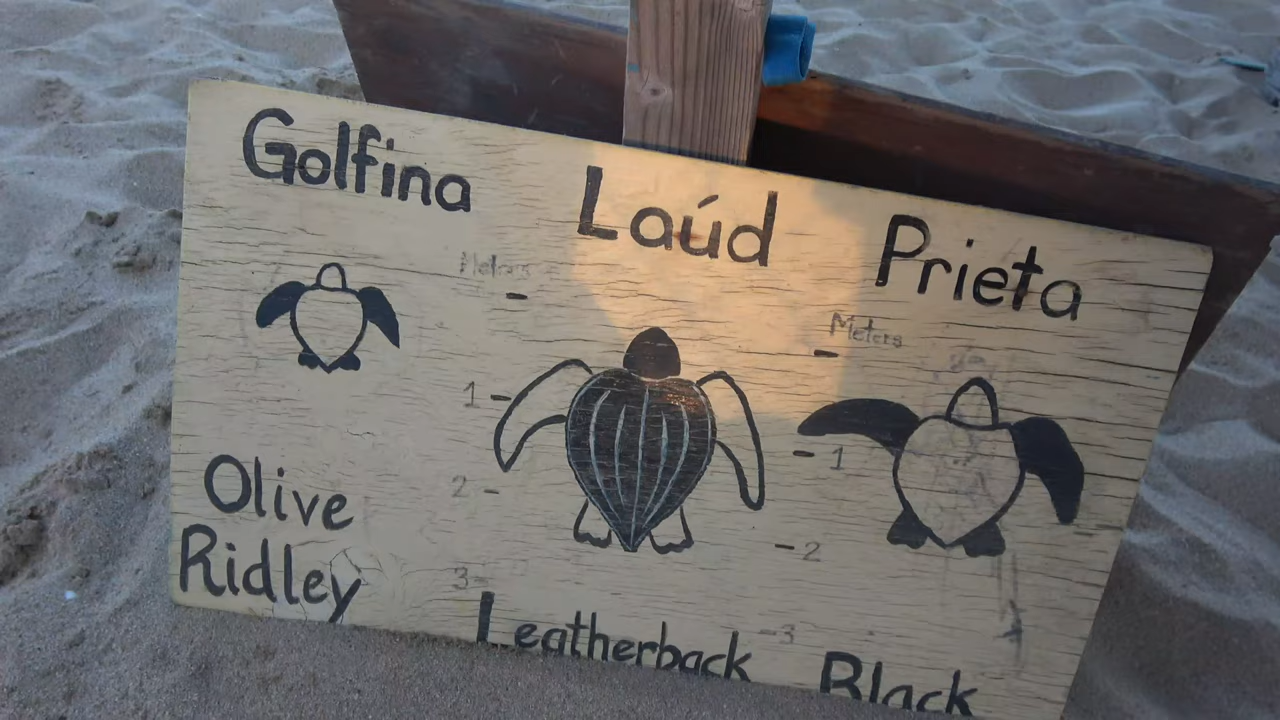 Golfina
Laúd
Prieta
Meters
Meters
1
2
3
1
2
3
Olive
Ridley
Leatherback
Black